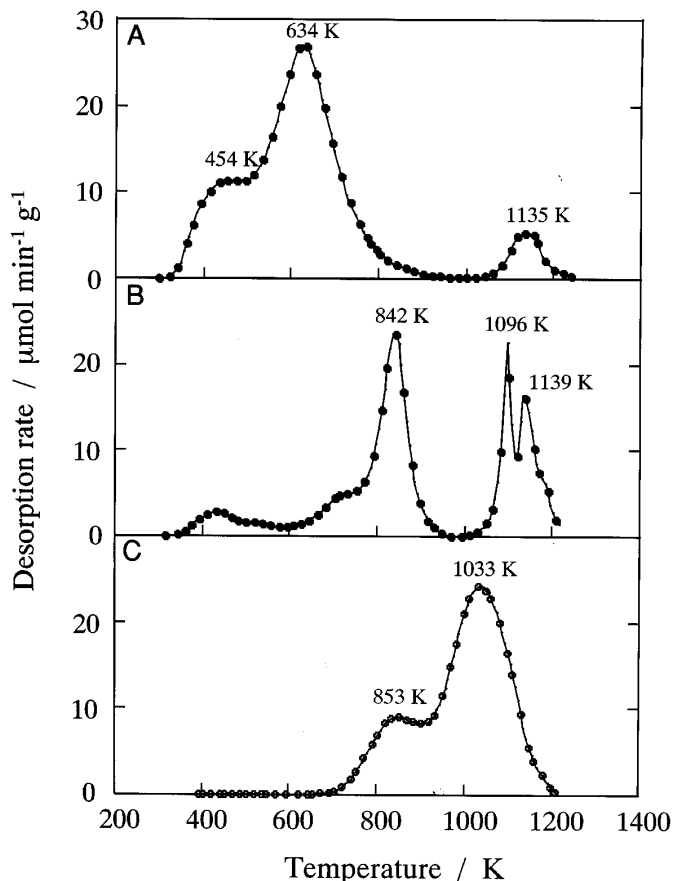 Desorption rate / μmol min⁻¹ g⁻¹
A
30
20
10
0
454 K
634 K
1135 K
B
20
10
0
842 K
1096 K
1139 K
C
20
10
0
853 K
1033 K
200 400 600 800 1000 1200 1400
Temperature / K